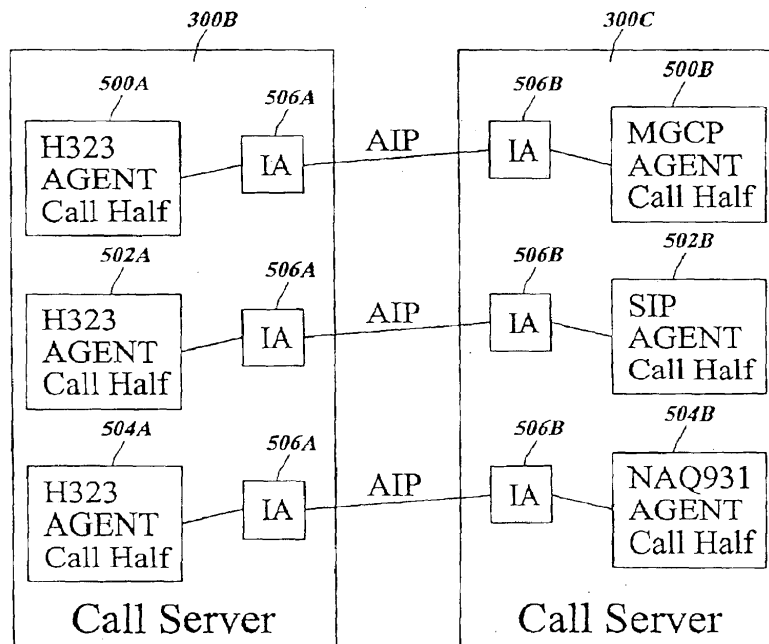 300B
300C
500A
506A
506B
500B
H323
AGENT
Call Half
IA
AIP
IA
MGCP
AGENT
Call Half
502A
506A
506B
502B
H323
AGENT
Call Half
IA
AIP
IA
SIP
AGENT
Call Half
504A
506A
506B
504B
H323
AGENT
Call Half
IA
AIP
IA
NAQ931
AGENT
Call Half
Call Server
Call Server